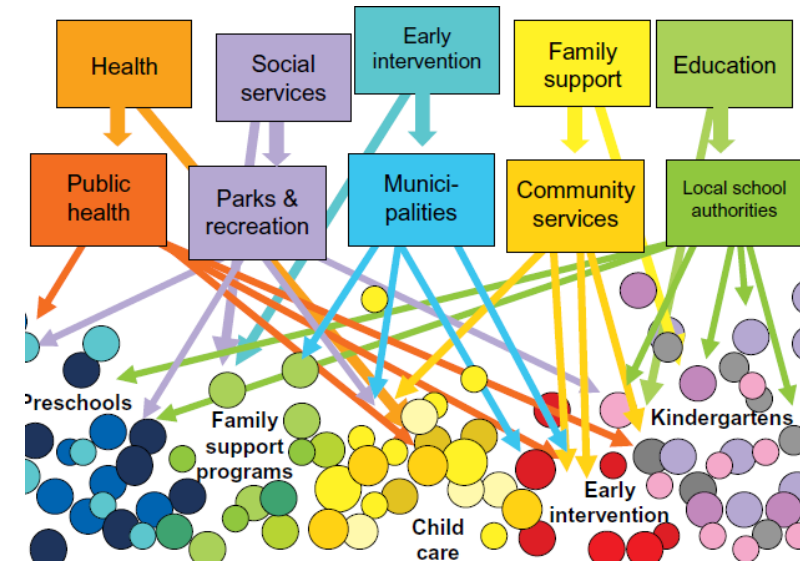 Health
Social
services
Early
intervention
Family
support
Education
Public
health
Parks &
recreation
Munici-
palities
Community
services
Local school
authorities
Preschools
Family
support
programs
Child
care
Early
intervention
Kindergartens